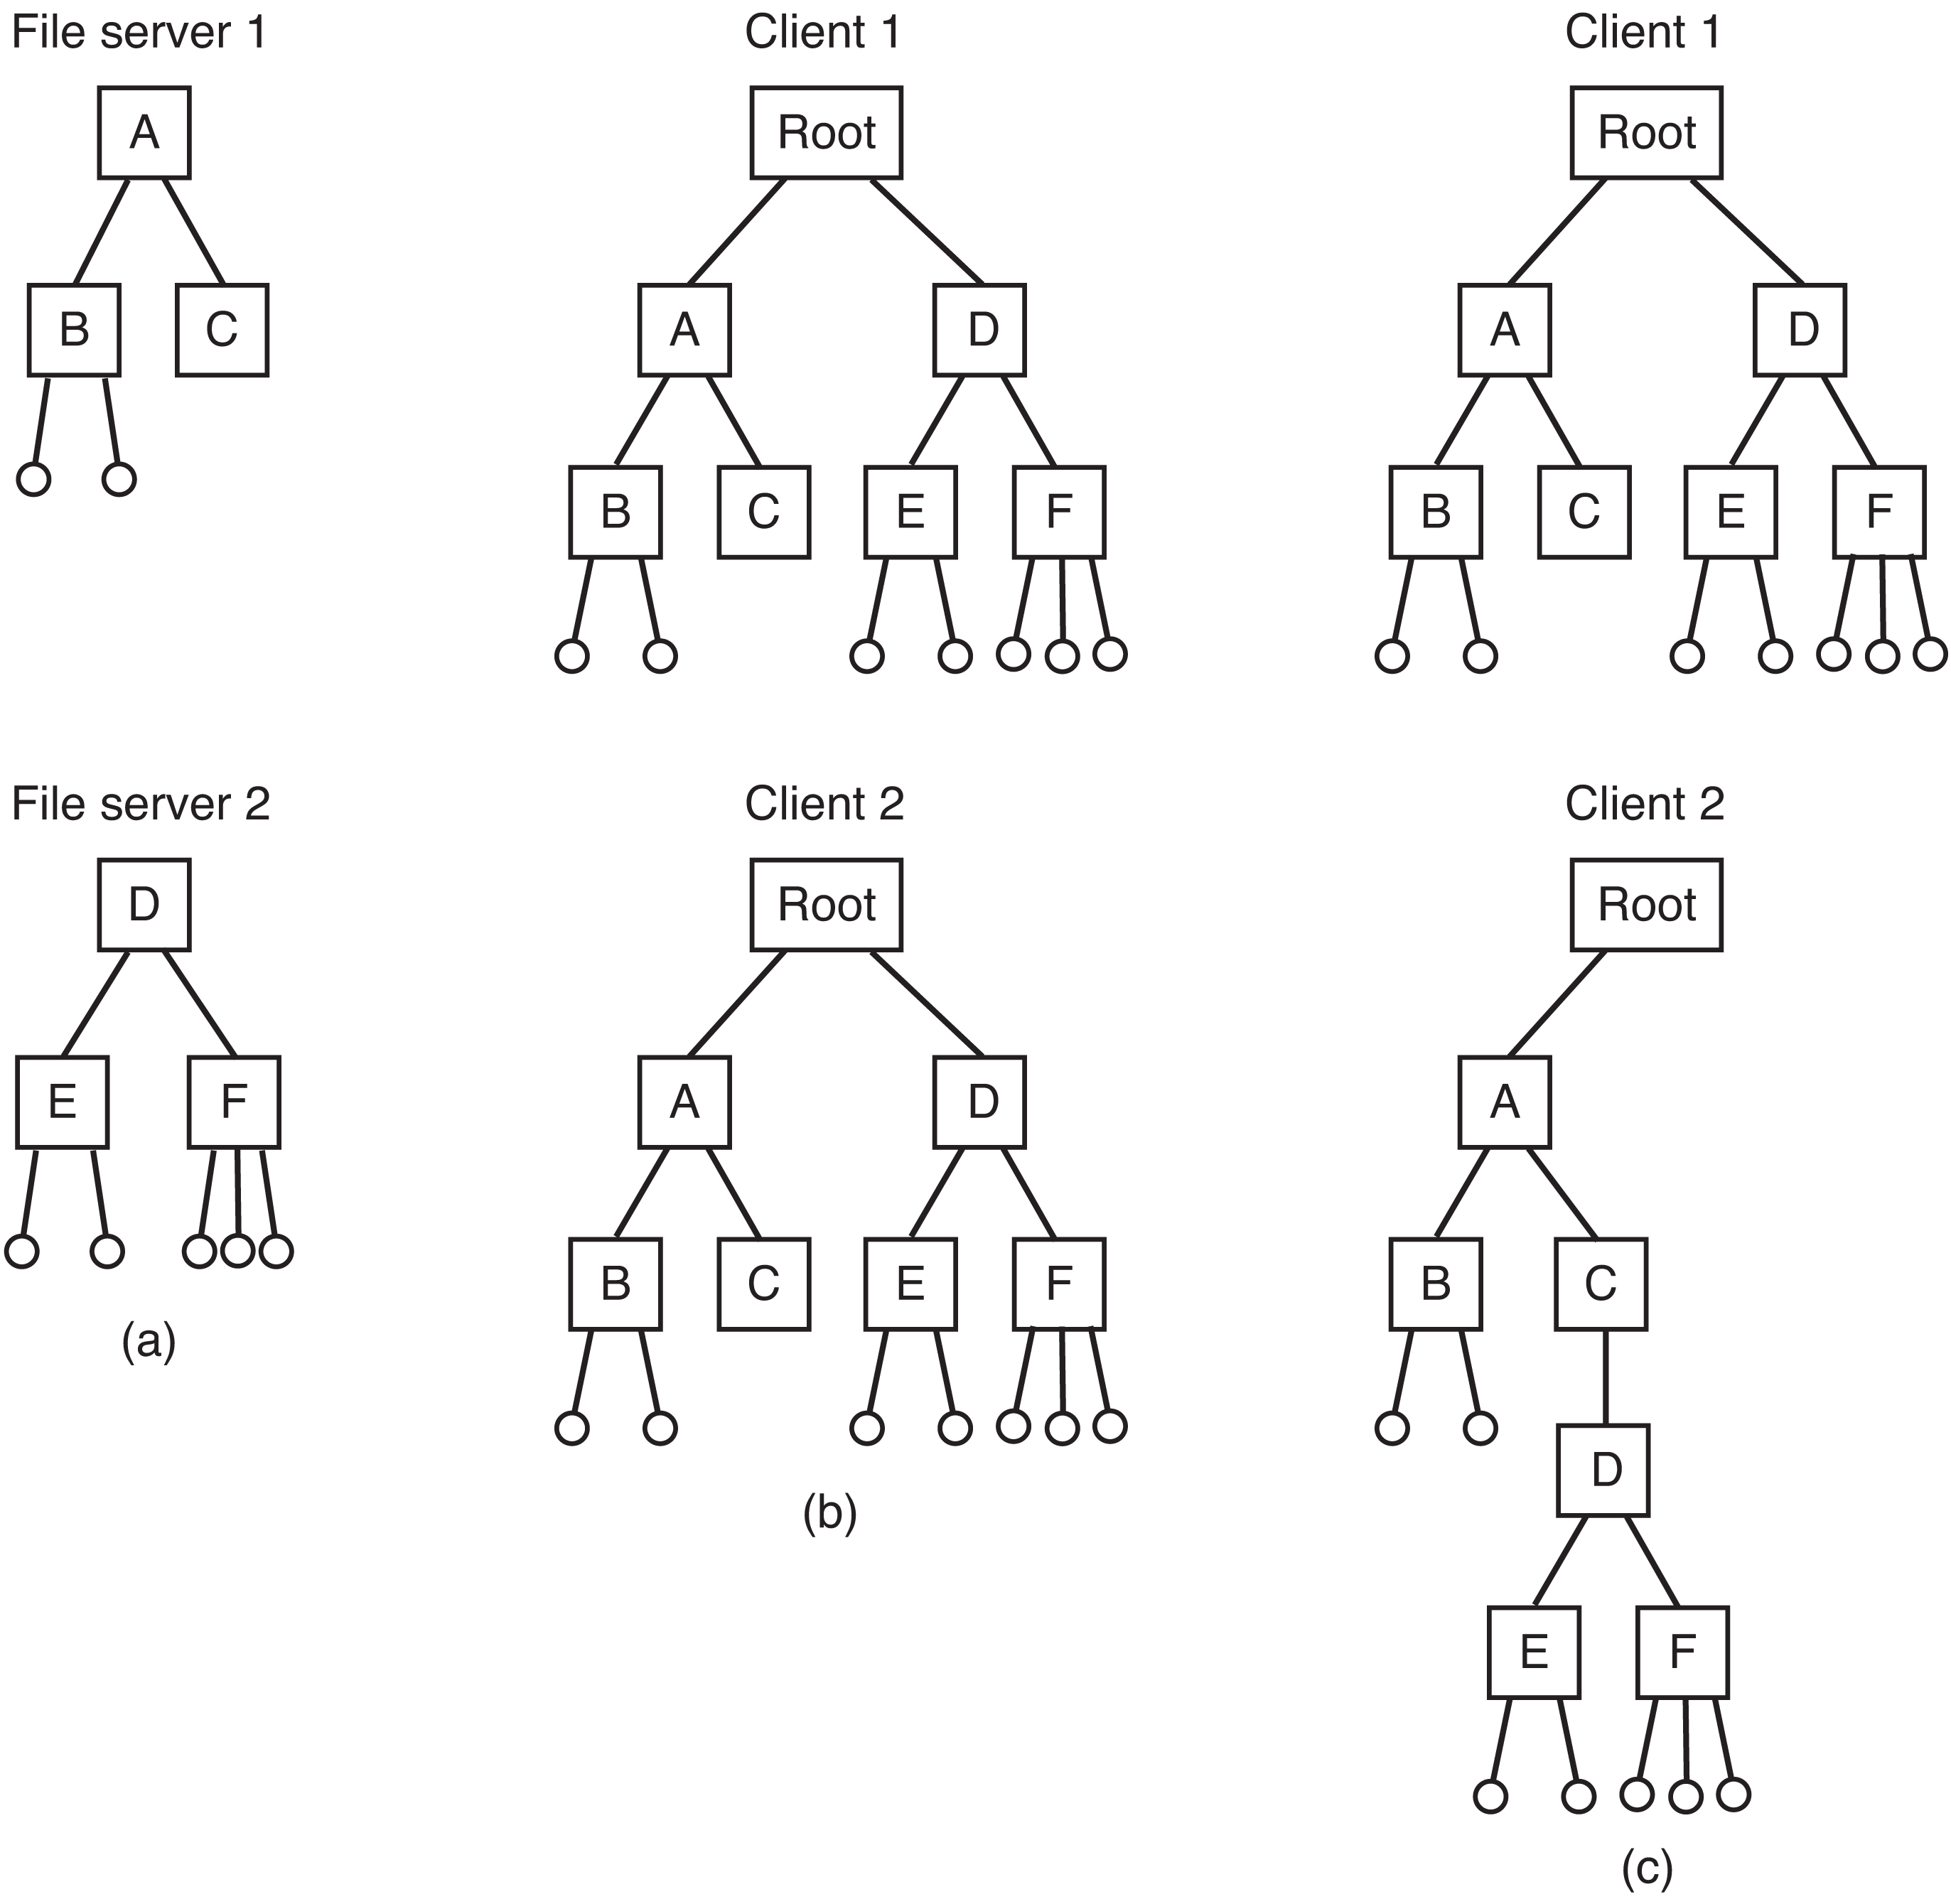 File server 1
A
B C
Client 1
Root
A D
B C E F
Client 1
Root
A D
B C E F
File server 2
D
E F
(a)
Client 2
Root
A D
B C E F
(b)
Client 2
Root
A
B C
D
E F
(c)